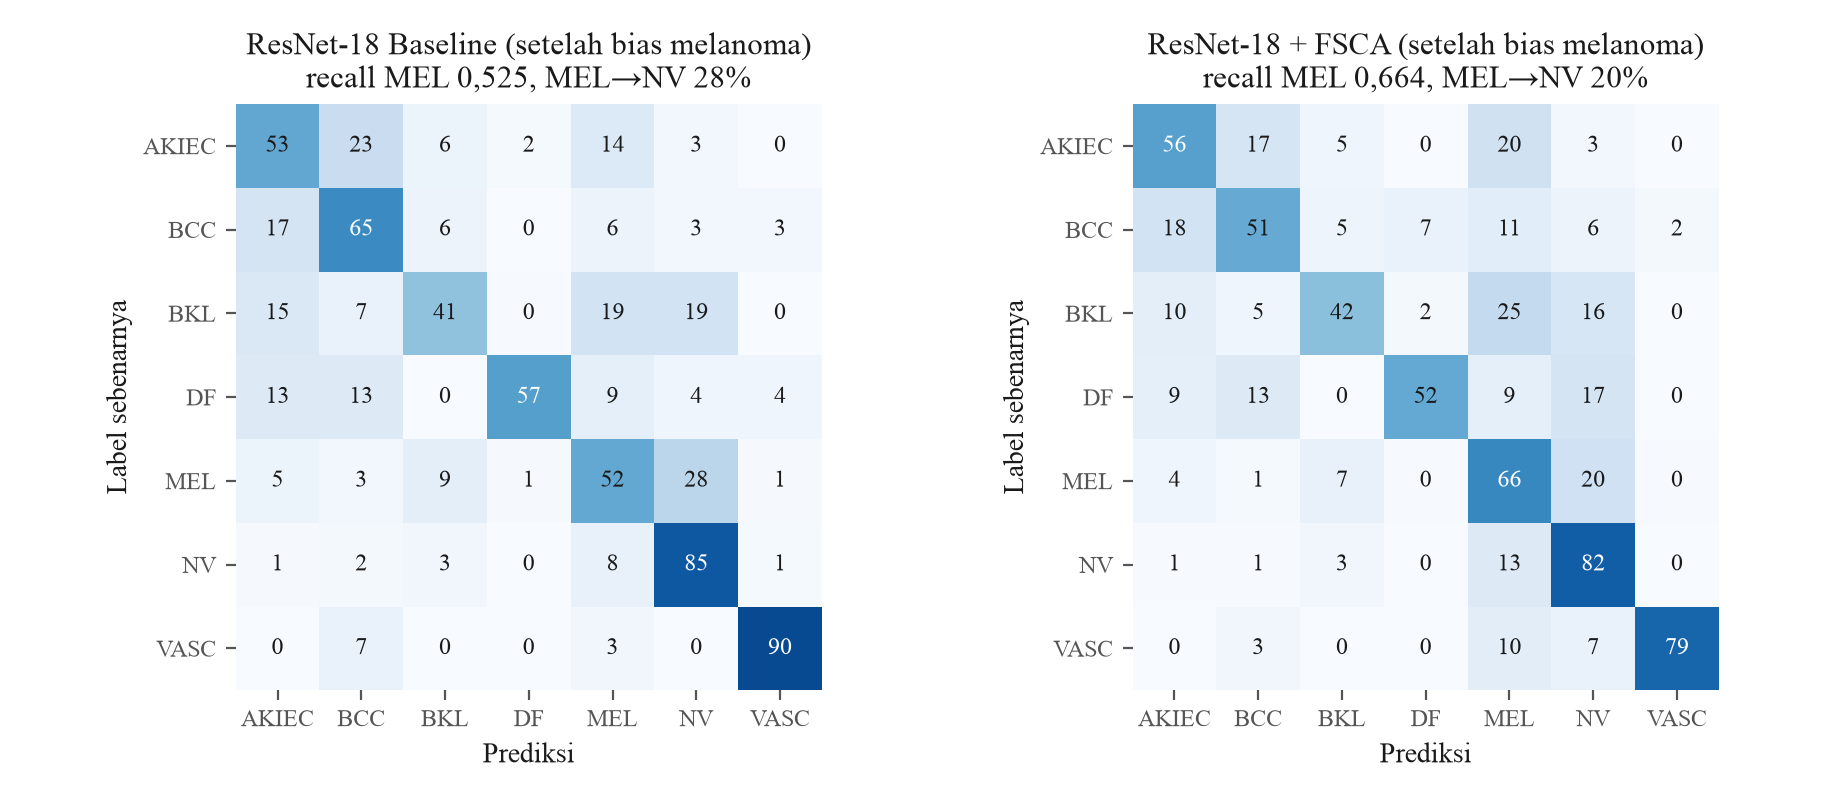 ResNet-18 Baseline (setelah bias melanoma)
recall MEL 0,525, MEL→NV 28%
Label sebenarnya
AKIEC 53 23 6 2 14 3 0
BCC 17 65 6 0 6 3 3
BKL 15 7 41 0 19 19 0
DF 13 13 0 57 9 4 4
MEL 5 3 9 1 52 28 1
NV 1 2 3 0 8 85 1
VASC 0 7 0 0 3 0 90
AKIEC BCC BKL DF MEL NV VASC
Prediksi
ResNet-18 + FSCA (setelah bias melanoma)
recall MEL 0,664, MEL→NV 20%
Label sebenarnya
AKIEC 56 17 5 0 20 3 0
BCC 18 51 5 7 11 6 2
BKL 10 5 42 2 25 16 0
DF 9 13 0 52 9 17 0
MEL 4 1 7 0 66 20 0
NV 1 1 3 0 13 82 0
VASC 0 3 0 0 10 7 79
AKIEC BCC BKL DF MEL NV VASC
Prediksi